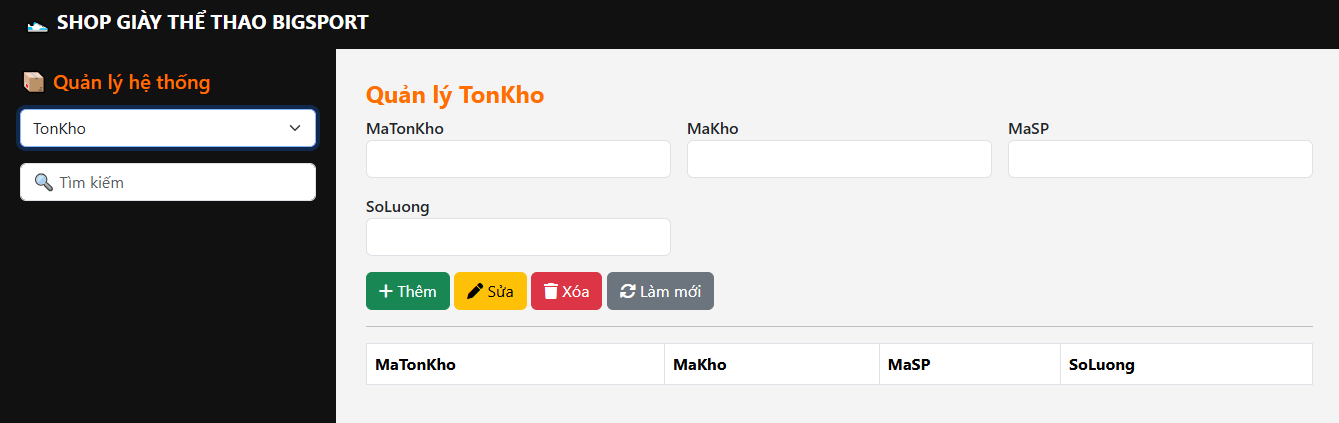 SHOP GIÀY THỂ THAO BIGSPORT
Quản lý hệ thống
TonKho
Tìm kiếm
Quản lý TonKho
MaTonKho MaKho MaSP
SoLuong
Thêm Sửa Xóa Làm mới
MaTonKho MaKho MaSP SoLuong